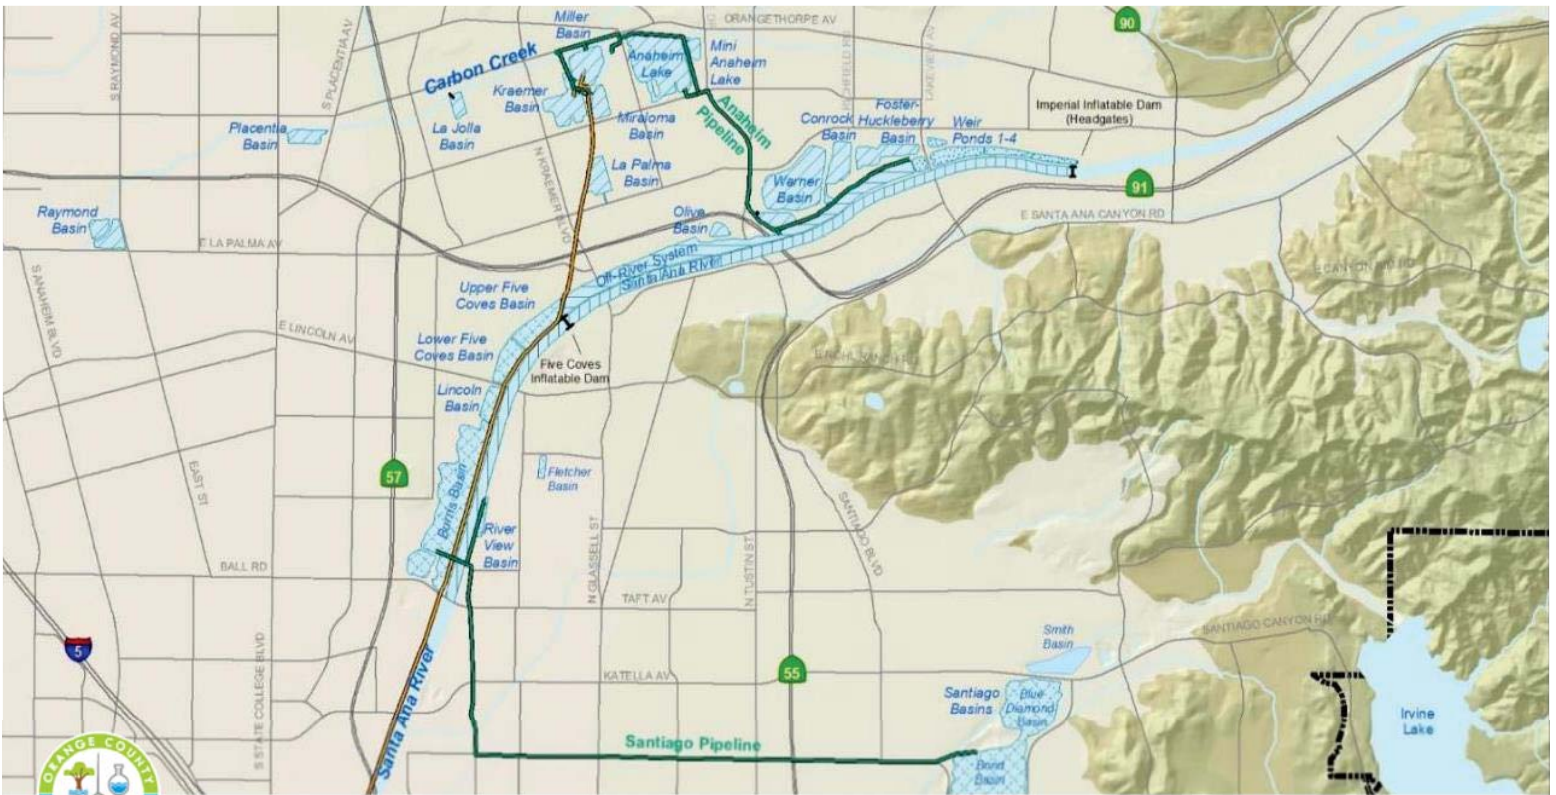 Miller
Basin
ORANGETHORPE AV
90
S RAYMOND AV
S PLACENTIA AV
Carbon Creek
Anaheim
Lake
Mini
Anaheim
Lake
LAKEVIEW AV
Kraemer
Basin
La Jolla
Basin
Placentia
Basin
Miraloma
Basin
Anaheim
Pipeline
Conrock
Basin
Foster-
Huckleberry
Basin
Weir
Ponds 1-4
Imperial Inflatable Dam
(Headgates)
N KRAEMER BLVD
La Palma
Basin
Warner
Basin
91
Raymond
Basin
Olive
Basin
E SANTA ANA CANYON RD
E LA PALMA AV
Off-River System
Santa Ana River
S ANAHEIM BLVD
Upper Five
Coves Basin
E LINCOLN AV
Lower Five
Coves Basin
Five Coves
Inflatable Dam
Lincoln
Basin
57
EAST ST
Burris Basin
Fletcher
Basin
River
View
Basin
N GLASSELL ST
N TUSTIN ST
SANTIAGO BLVD
BALL RD
TAFT AV
5
S STATE COLLEGE BLVD
Santa Ana River
KATELLA AV
55
Smith
Basin
SANTIAGO CANYON RD
Santiago
Basins
Blue
Diamond
Basin
Irvine
Lake
Santiago Pipeline
Bond
Basin
ORANGE COUNTY